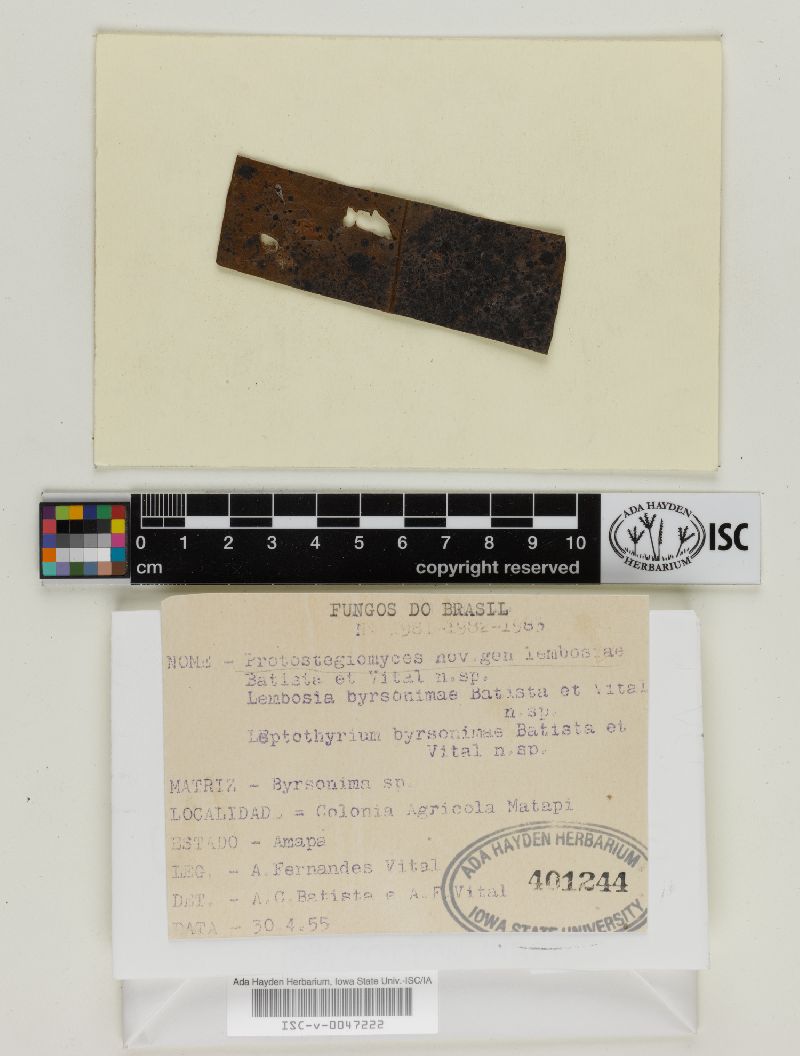 0 1 2 3 4 5 6 7 8 9 10
cm copyright reserved
ADA HAYDEN
HERBARIUM
ISC
FUNGOS DO BRASIL
NOME - Protostegiomyces nov.gen lembosiae
Batista et Vital n.sp.
Lembosia byrsonimae Batista et Vital
n.sp.
Leptothyrium byrsonimae Batista et
Vital n.sp.
MATRIZ - Byrsonima sp.
LOCALIDAD = Colonia Agricola Matapi
ESTADO - Amapá
LEG. - A.Fernandes Vital
DET. - A.C.Batista e A.F.Vital
DATA - 30.4.55
ADA HAYDEN HERBARIUM
401244
IOWA STATE UNIVERSITY
Ada Hayden Herbarium, Iowa State Univ.-ISC/IA
ISC-v-0047222